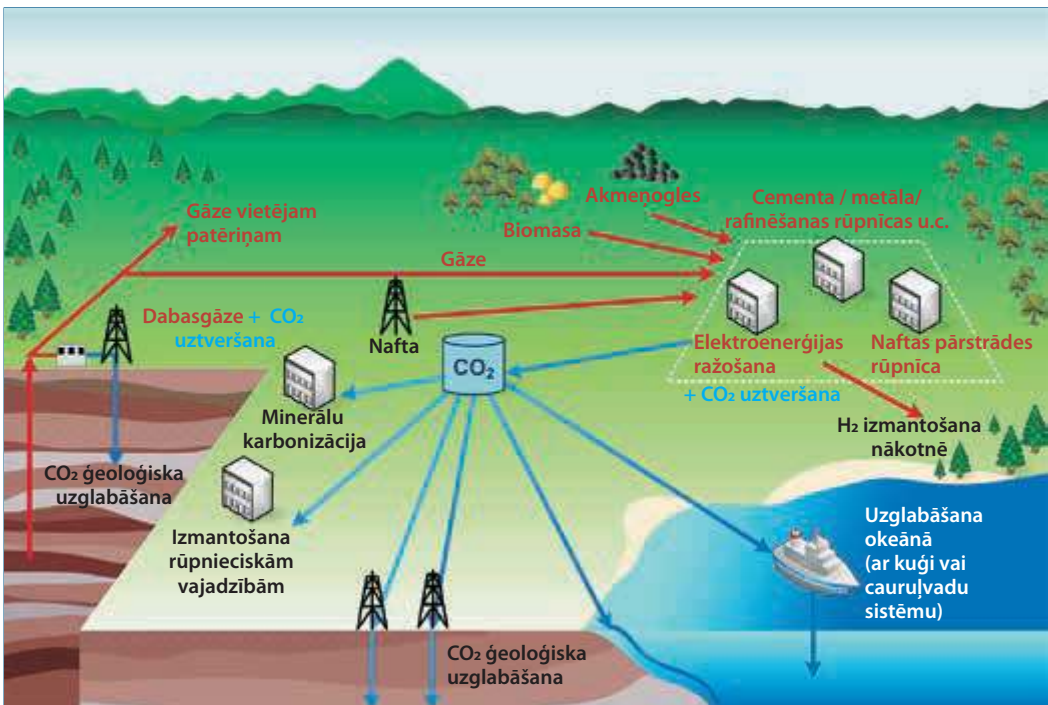 Akmeņogles
Cementa / metāla/
rafinēšanas rūpnīcas u.c.
Gāze vietējam
patēriņam
Biomasa
Gāze
Dabasgāze + CO₂
uztveršana
Nafta
CO₂
Elektroenerģijas
ražošana
+ CO₂ uztveršana
Naftas pārstrādes
rūpnīca
Minerālu
karbonizācija
H₂ izmantošana
nākotnē
CO₂ ģeoloģiska
uzglabāšana
Izmantošana
rūpnieciskām
vajadzībām
Uzglabāšana
okeānā
(ar kuģi vai
cauruļvadu
sistēmu)
CO₂ ģeoloģiska
uzglabāšana